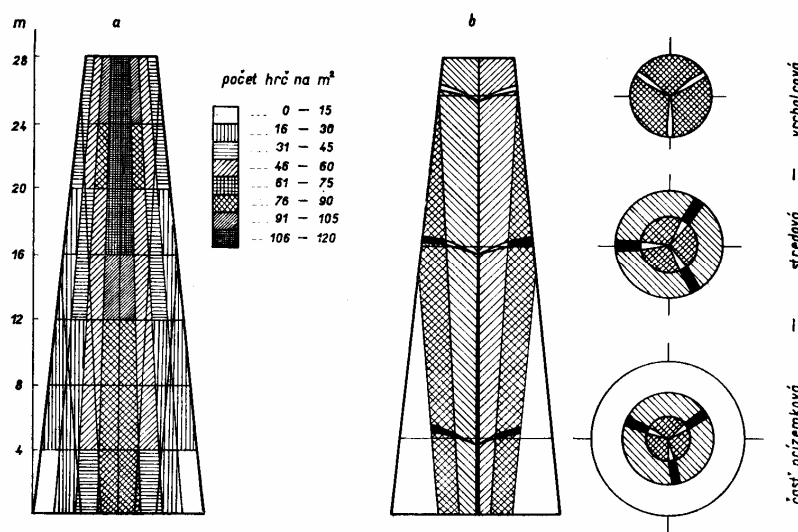 m
a
b
28
24
20
16
12
8
4
počet hrč na m²
0 — 15
16 — 30
31 — 45
46 — 60
61 — 75
76 — 90
91 — 105
106 — 120
časť prízemková — stredová — vrcholcová